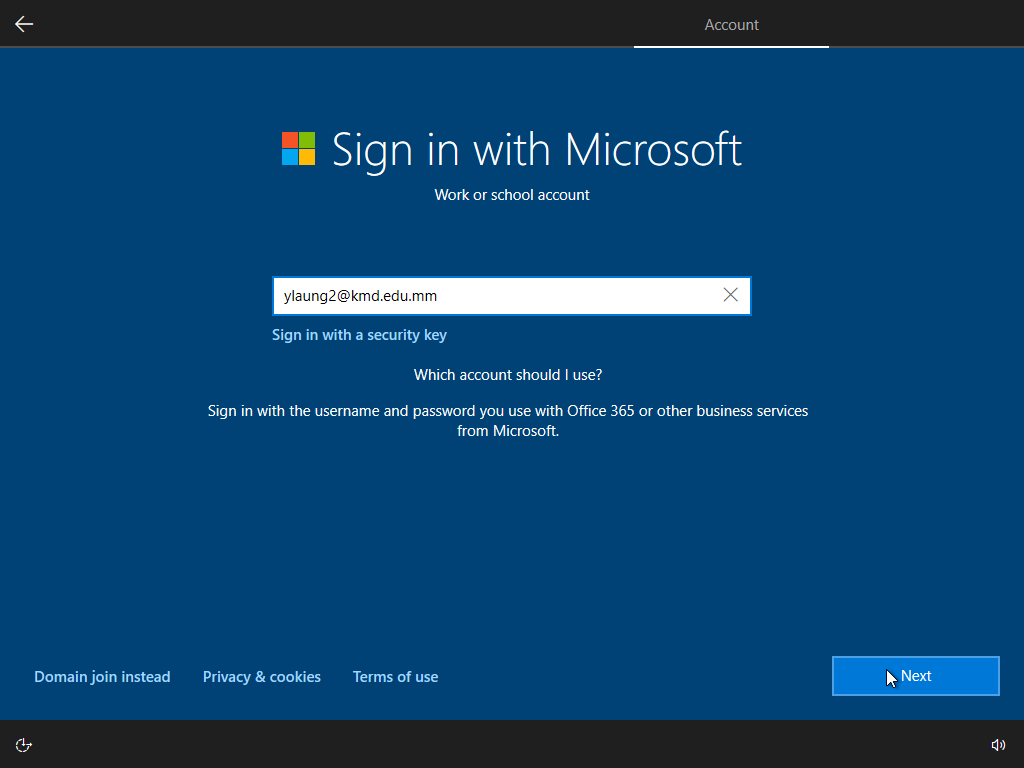 Account
Sign in with Microsoft
Work or school account
ylaung2@kmd.edu.mm
Sign in with a security key
Which account should I use?
Sign in with the username and password you use with Office 365 or other business services
from Microsoft.
Domain join instead
Privacy & cookies
Terms of use
Next